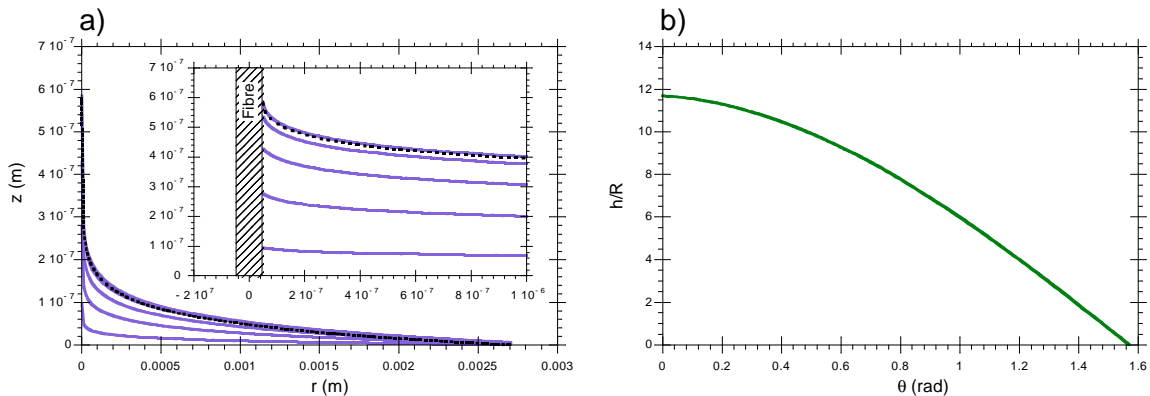 a)
z (m)
7 10⁻⁷
6 10⁻⁷
5 10⁻⁷
4 10⁻⁷
3 10⁻⁷
2 10⁻⁷
1 10⁻⁷
0
0 0.0005 0.001 0.0015 0.002 0.0025 0.003
r (m)
Fibre
7 10⁻⁷
6 10⁻⁷
5 10⁻⁷
4 10⁻⁷
3 10⁻⁷
2 10⁻⁷
1 10⁻⁷
0
- 2 10⁻⁷ 0 2 10⁻⁷ 4 10⁻⁷ 6 10⁻⁷ 8 10⁻⁷ 1 10⁻⁶
b)
h/R
14
12
10
8
6
4
2
0
0 0.2 0.4 0.6 0.8 1 1.2 1.4 1.6
θ (rad)